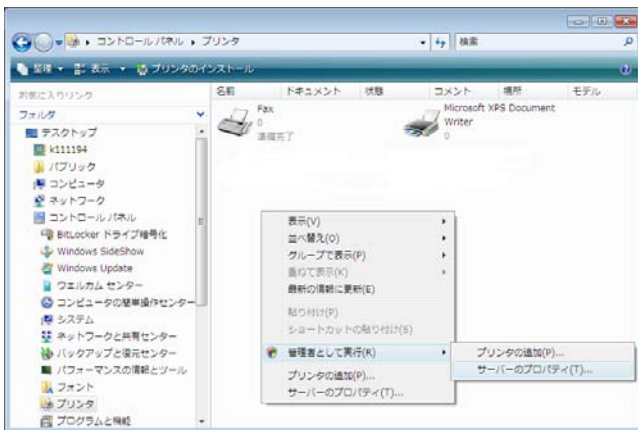 コントロール パネル ▸ プリンタ
検索
整理 表示 プリンタのインストール
お気に入りリンク
名前 ドキュメント 状態 コメント 場所 モデル
フォルダ
Fax
0
準備完了
Microsoft XPS Document
Writer
0
デスクトップ
k111194
パブリック
コンピュータ
ネットワーク
コントロール パネル
BitLocker ドライブ暗号化
Windows SideShow
Windows Update
ウェルカム センター
コンピュータの簡単操作センター
システム
ネットワークと共有センター
バックアップと復元センター
パフォーマンスの情報とツール
フォント
プリンタ
プログラムと機能
表示(V)
並べ替え(O)
グループで表示(P)
重ねて表示(K)
最新の情報に更新(E)
貼り付け(P)
ショートカットの貼り付け(S)
管理者として実行(R)
プリンタの追加(P)...
サーバーのプロパティ(T)...
プリンタの追加(P)...
サーバーのプロパティ(T)...